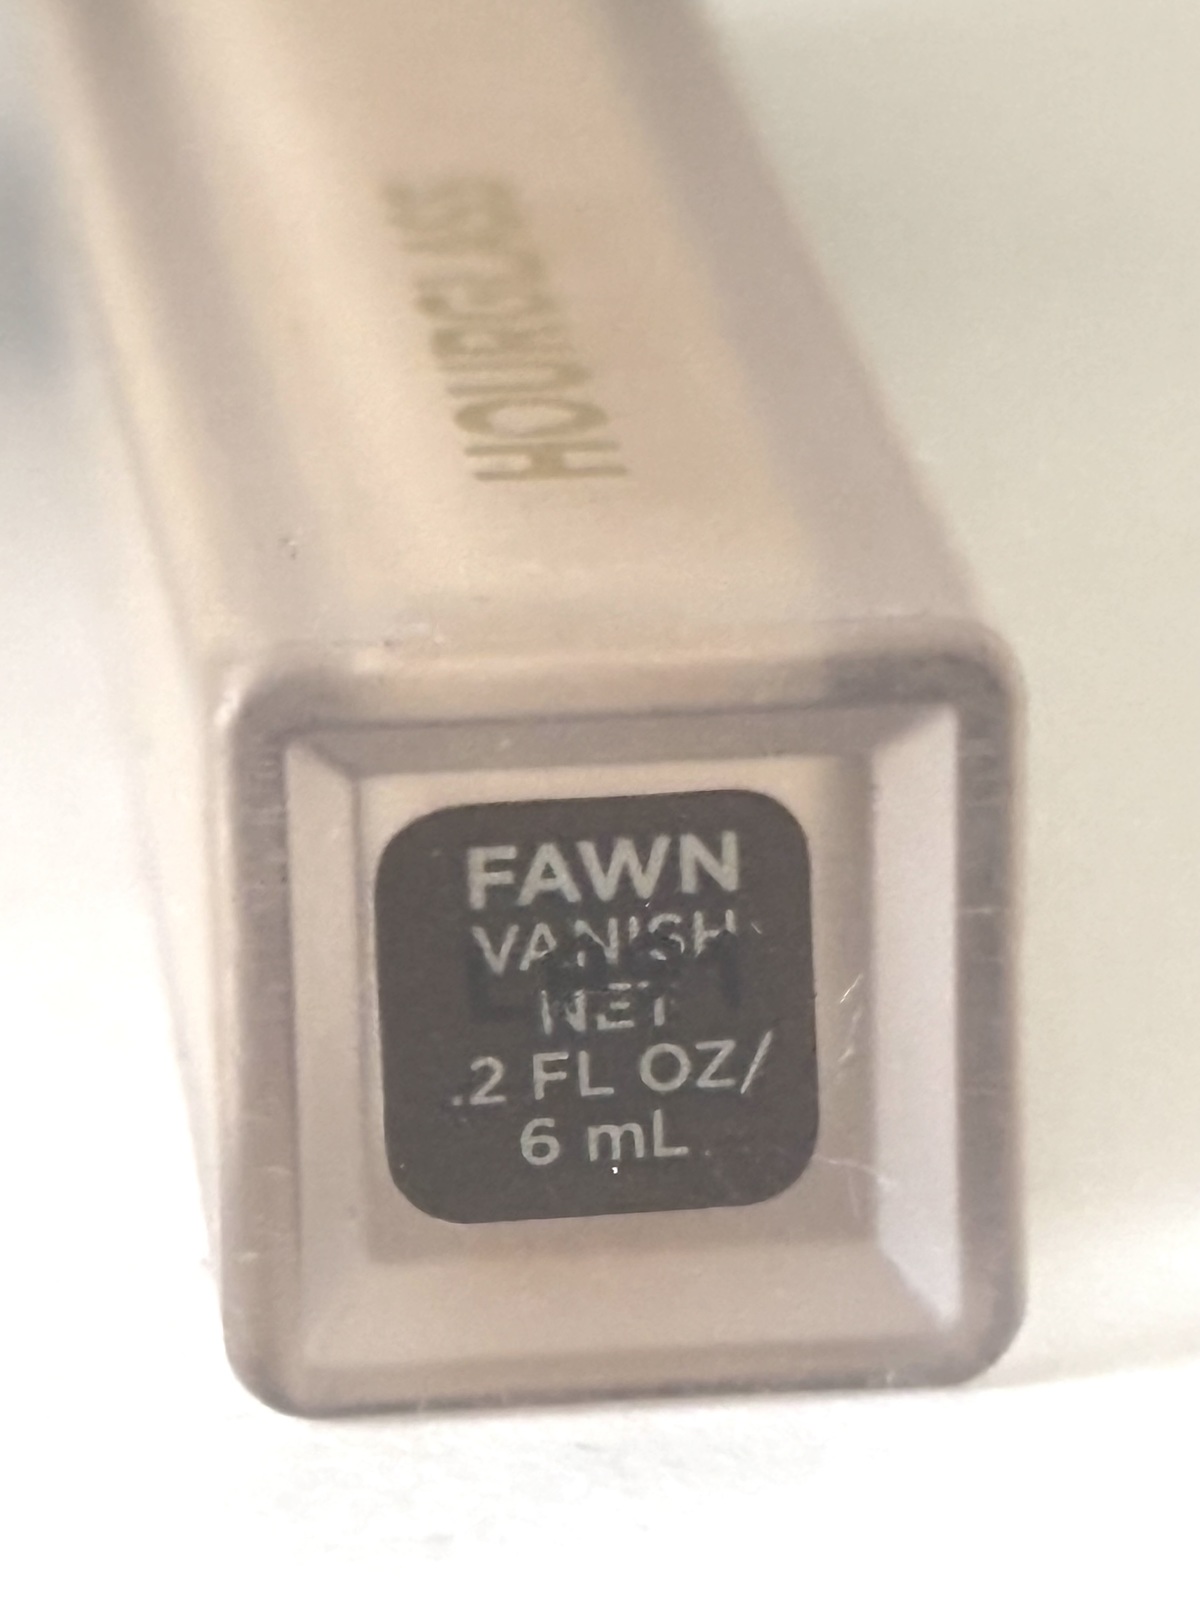 HOURGLASS
FAWN
VANISH
NET
.2 FL OZ/
6 mL